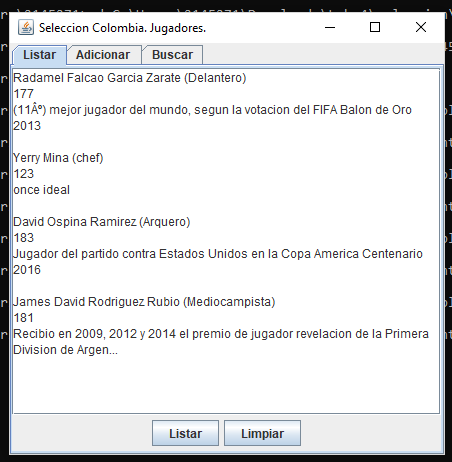 Seleccion Colombia. Jugadores.
Listar Adicionar Buscar
Radamel Falcao Garcia Zarate (Delantero)
177
(11Âº) mejor jugador del mundo, segun la votacion del FIFA Balon de Oro
2013
Yerry Mina (chef)
123
once ideal
David Ospina Ramirez (Arquero)
183
Jugador del partido contra Estados Unidos en la Copa America Centenario
2016
James David Rodriguez Rubio (Mediocampista)
181
Recibio en 2009, 2012 y 2014 el premio de jugador revelacion de la Primera
Division de Argen...
Listar Limpiar